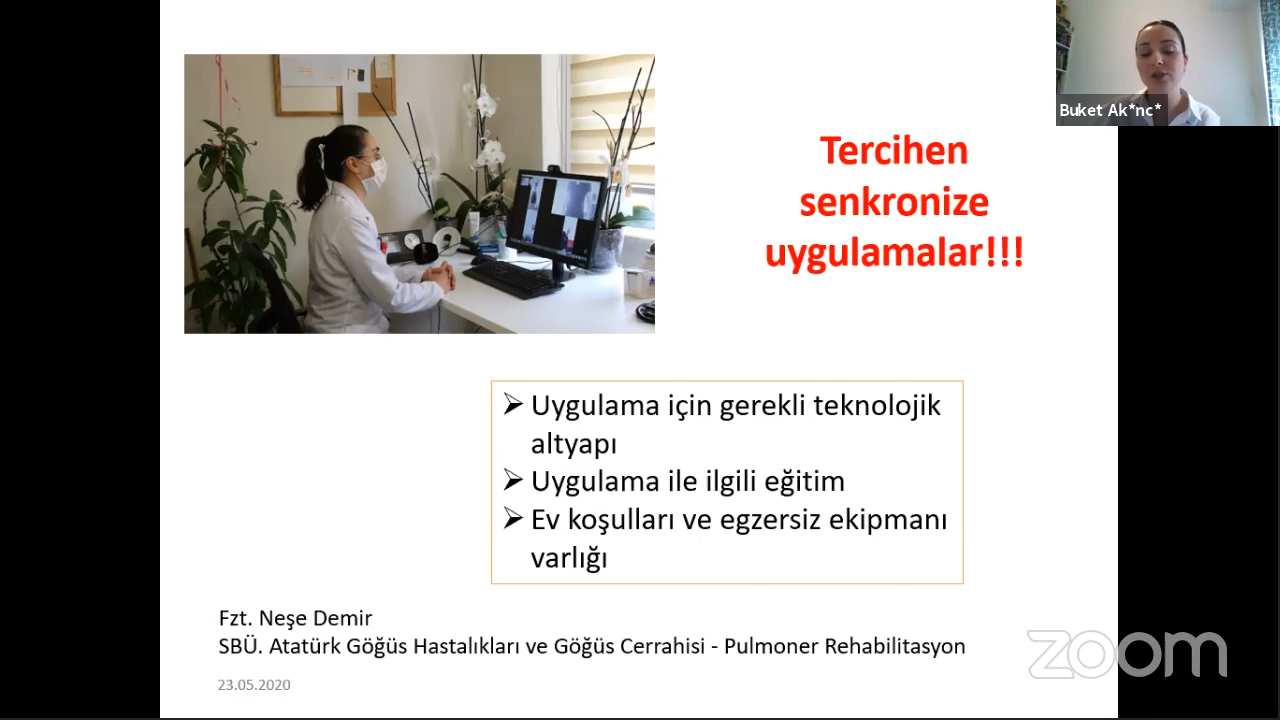 Buket Ak*nc*
Tercihen
senkronize
uygulamalar!!!
➢ Uygulama için gerekli teknolojik
altyapı
➢ Uygulama ile ilgili eğitim
➢ Ev koşulları ve egzersiz ekipmanı
varlığı
Fzt. Neşe Demir
SBÜ. Atatürk Göğüs Hastalıkları ve Göğüs Cerrahisi - Pulmoner Rehabilitasyon
23.05.2020
zoom